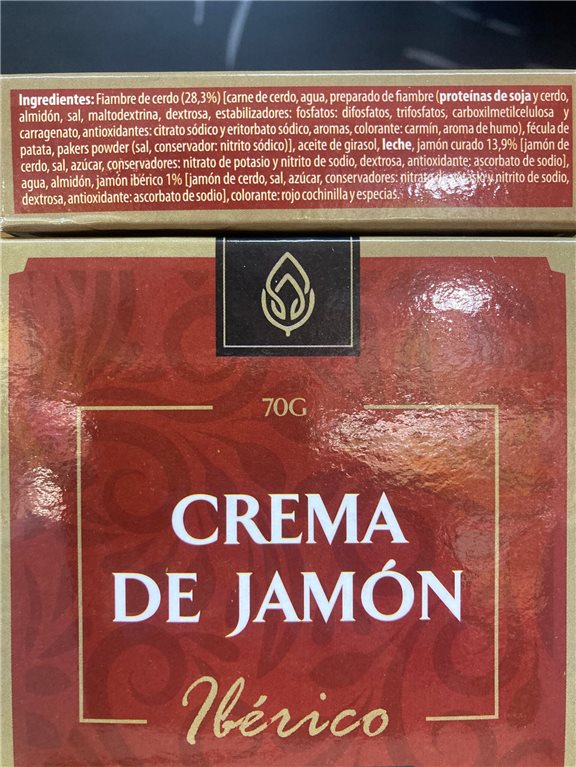 Ingredientes: Fiambre de cerdo (28,3%) [carne de cerdo, agua, preparado de fiambre (proteínas de soja y cerdo,
almidón, sal, maltodextrina, dextrosa, estabilizadores: fosfatos: difosfatos, trifosfatos, carboxilmetilcelulosa y
carragenato, antioxidantes: citrato sódico y eritorbato sódico, aromas, colorante: carmín, aroma de humo), fécula de
patata, pakers powder (sal, conservador: nitrito sódico)], aceite de girasol, leche, jamón curado 13,9% [jamón de
cerdo, sal, azúcar, conservadores: nitrato de potasio y nitrito de sodio, dextrosa, antioxidante: ascorbato de sodio],
agua, almidón, jamón ibérico 1% [jamón de cerdo, sal, azúcar, conservadores: nitrato de potasio y nitrito de sodio,
dextrosa, antioxidante: ascorbato de sodio], colorante: rojo cochinilla y especias.
70G
CREMA
DE JAMÓN
Ibérico